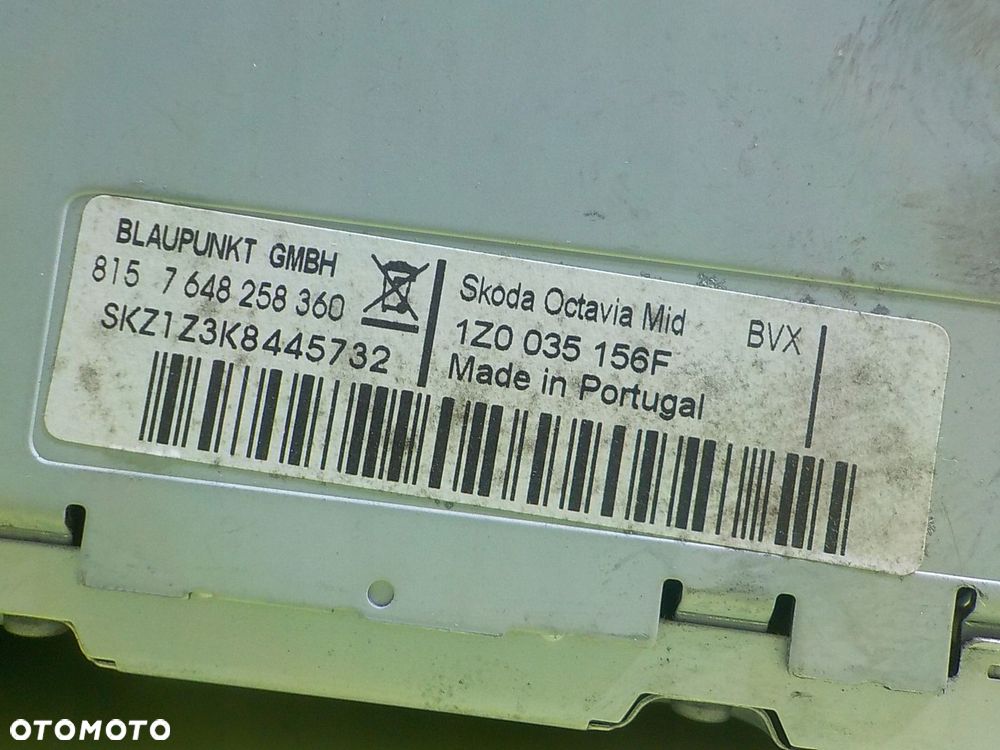 BLAUPUNKT GMBH
815 7 648 258 360
SKZ1Z3K8445732
Skoda Octavia Mid
BVX
1Z0 035 156F
Made in Portugal
OTOMOTO